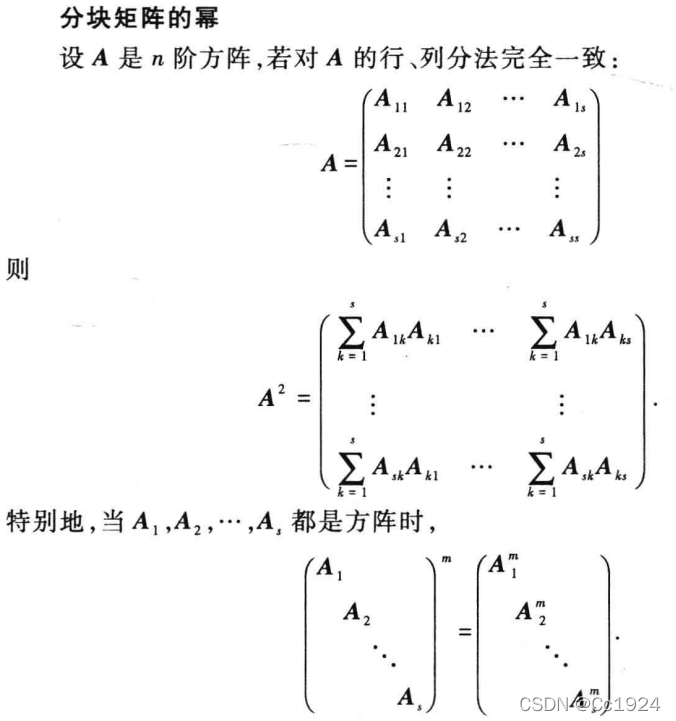 分块矩阵的幂
设 A 是 n 阶方阵,若对 A 的行、列分法完全一致:
A = \begin{pmatrix} A_{11} & A_{12} & \cdots & A_{1s} \\ A_{21} & A_{22} & \cdots & A_{2s} \\ \vdots & \vdots & & \vdots \\ A_{s1} & A_{s2} & \cdots & A_{ss} \end{pmatrix}
则
A^2 = \begin{pmatrix} \sum_{k=1}^{s} A_{1k}A_{k1} & \cdots & \sum_{k=1}^{s} A_{1k}A_{ks} \\ \vdots & & \vdots \\ \sum_{k=1}^{s} A_{sk}A_{k1} & \cdots & \sum_{k=1}^{s} A_{sk}A_{ks} \end{pmatrix}.
特别地,当 A_1,A_2,⋯,A_s 都是方阵时,
\begin{pmatrix} A_1 & & & \\ & A_2 & & \\ & & \ddots & \\ & & & A_s \end{pmatrix}^m = \begin{pmatrix} A_1^m & & & \\ & A_2^m & & \\ & & \ddots & \\ & & & A_s^m \end{pmatrix}.
CSDN @Cc1924